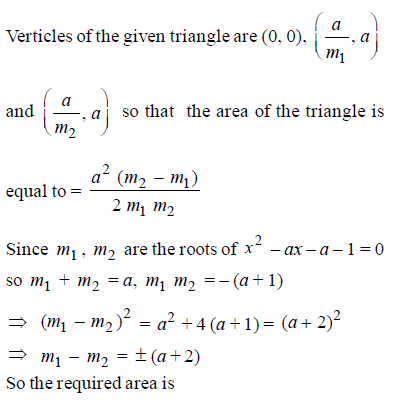 Verticles of the given triangle are (0, 0), (a/m₁, a)
and (a/m₂, a) so that the area of the triangle is
equal to = a² (m₂ − m₁) / 2 m₁ m₂
Since m₁ , m₂ are the roots of x² − ax − a − 1 = 0
so m₁ + m₂ = a, m₁ m₂ = − (a + 1)
⇒ (m₁ − m₂)² = a² + 4 (a + 1) = (a + 2)²
⇒ m₁ − m₂ = ± (a + 2)
So the required area is